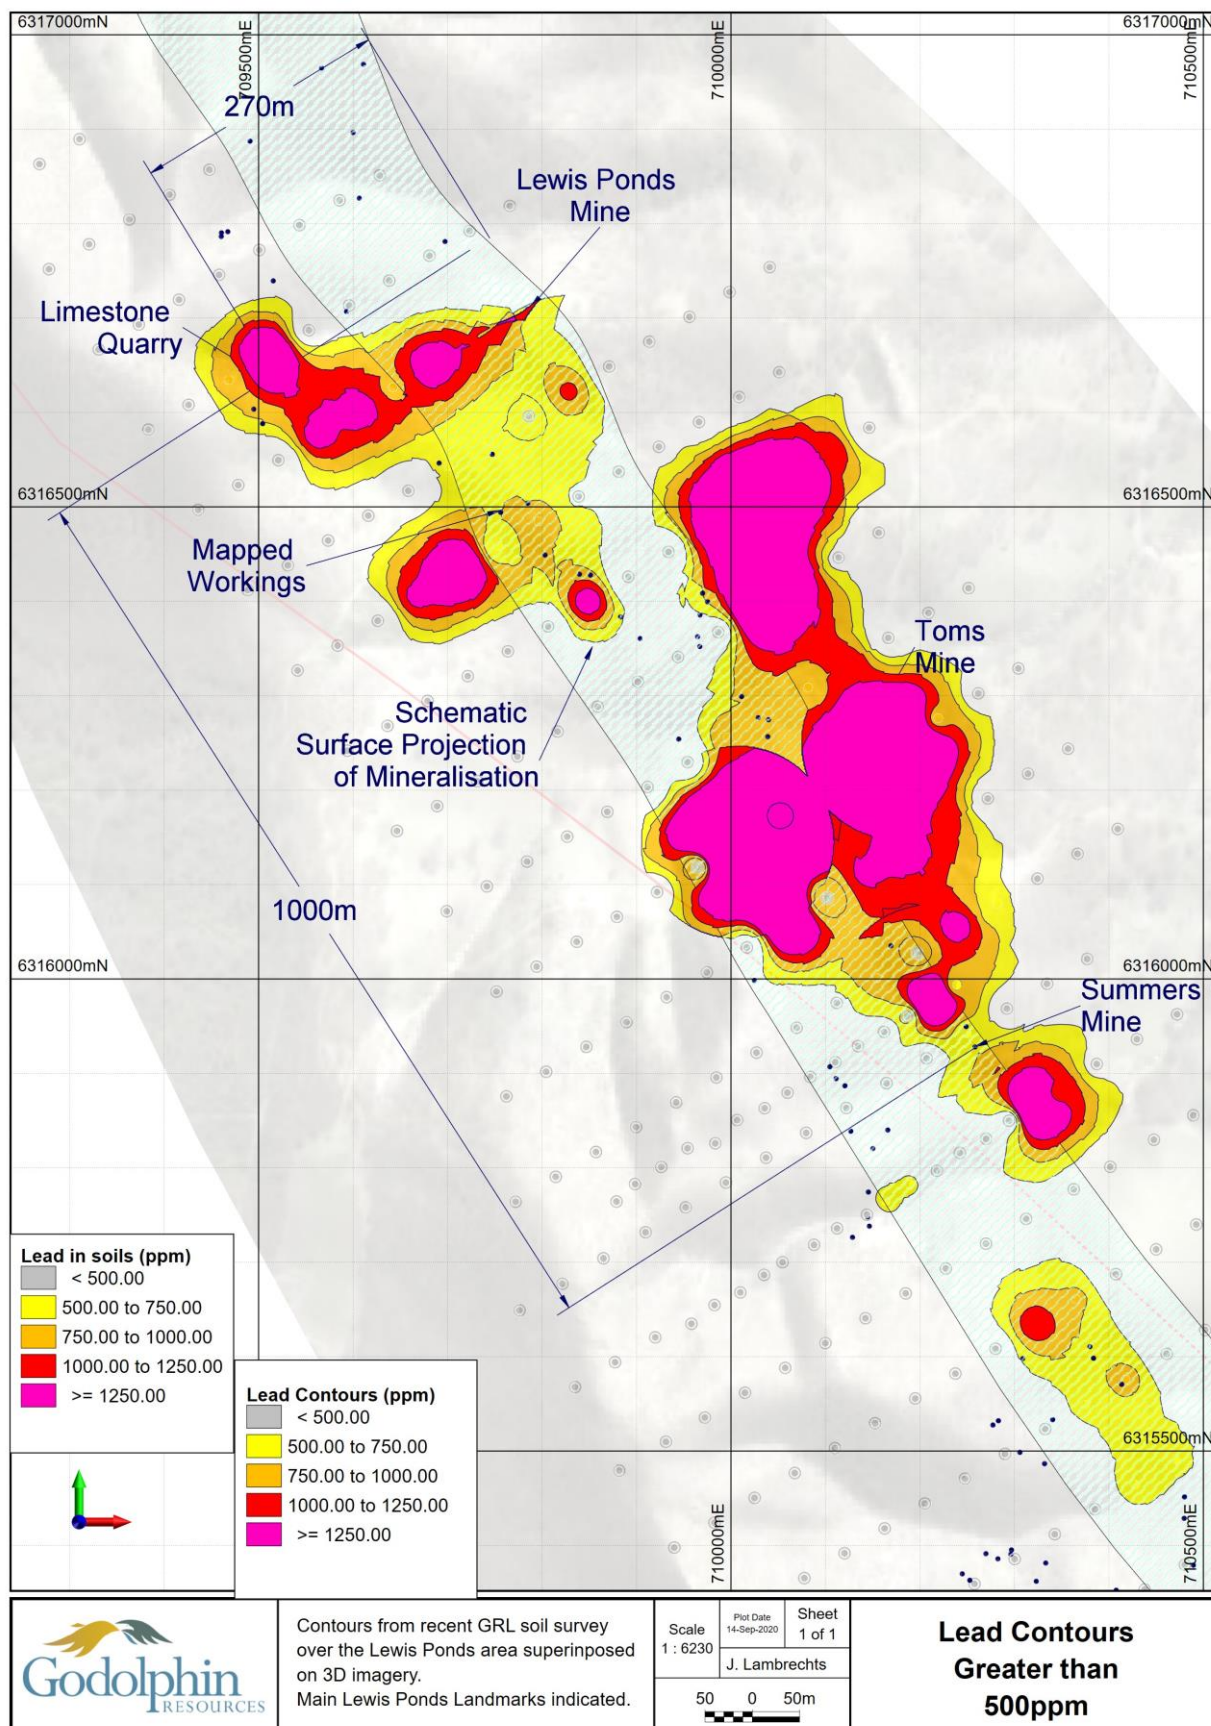 6317000mN
6317000mN
709500mE
710000mE
710500mE
270m
Lewis Ponds
Mine
Limestone
Quarry
6316500mN
6316500mN
Mapped
Workings
Toms
Mine
Schematic
Surface Projection
of Mineralisation
1000m
6316000mN
6316000mN
Summers
Mine
Lead in soils (ppm)
< 500.00
500.00 to 750.00
750.00 to 1000.00
1000.00 to 1250.00
>= 1250.00
Lead Contours (ppm)
< 500.00
500.00 to 750.00
750.00 to 1000.00
1000.00 to 1250.00
>= 1250.00
6315500mN
710000mE
710500mE
Godolphin
RESOURCES
Contours from recent GRL soil survey
over the Lewis Ponds area superinposed
on 3D imagery.
Main Lewis Ponds Landmarks indicated.
Scale
1 : 6230
Plot Date
14-Sep-2020
Sheet
1 of 1
J. Lambrechts
50 0 50m
Lead Contours
Greater than
500ppm